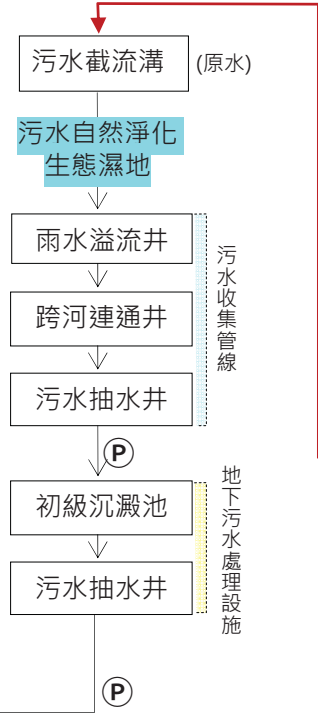 污水截流溝 (原水)
污水自然淨化
生態濕地
雨水溢流井
跨河連通井
污水抽水井
污水收集管線
P
初級沉澱池
污水抽水井
地下污水處理設施
P